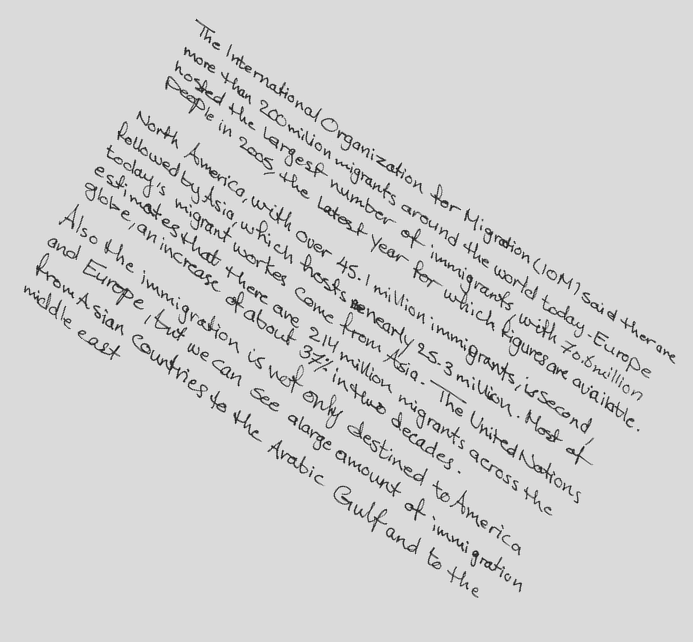 The International Organization for Migration (IOM) said ther are
more than 200 million migrants around the world today. Europe
hosted the largest number of immigrants, with 70.6 million
people in 2005, the latest year for which figures are available.
North America, with over 45.1 million immigrants, is second,
followed by Asia, which hosts nearly 25.3 million. Most of
today's migrant workes come from Asia. The United Nations
estimates that there are 214 million migrants across the
globe, an increase of about 37% in two decades.
Also the immigration is not only destined to America
and Europe, but we can see alarge amount of immigration
from Asian countries to the Arabic Gulf and to the
middle east